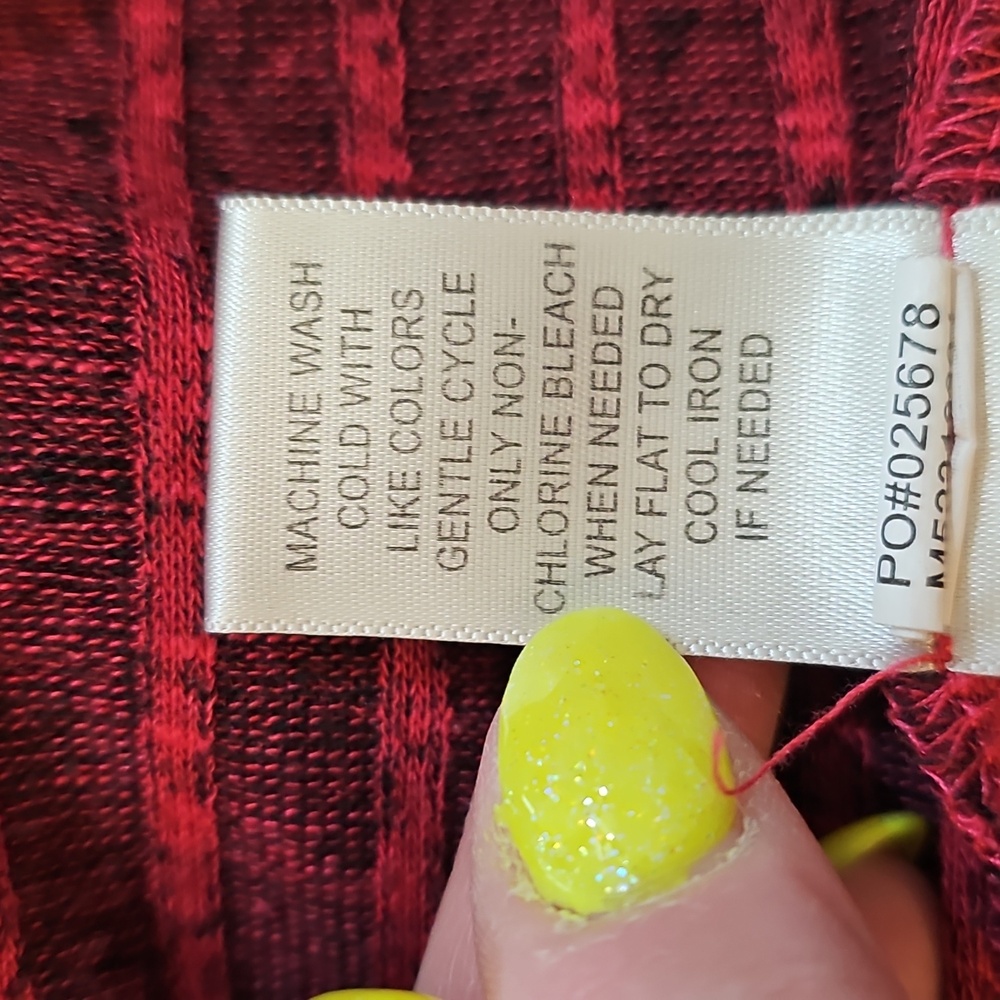 MACHINE WASH
COLD WITH
LIKE COLORS
GENTLE CYCLE
ONLY NON-
CHLORINE BLEACH
WHEN NEEDED
LAY FLAT TO DRY
COOL IRON
IF NEEDED
PO#025678